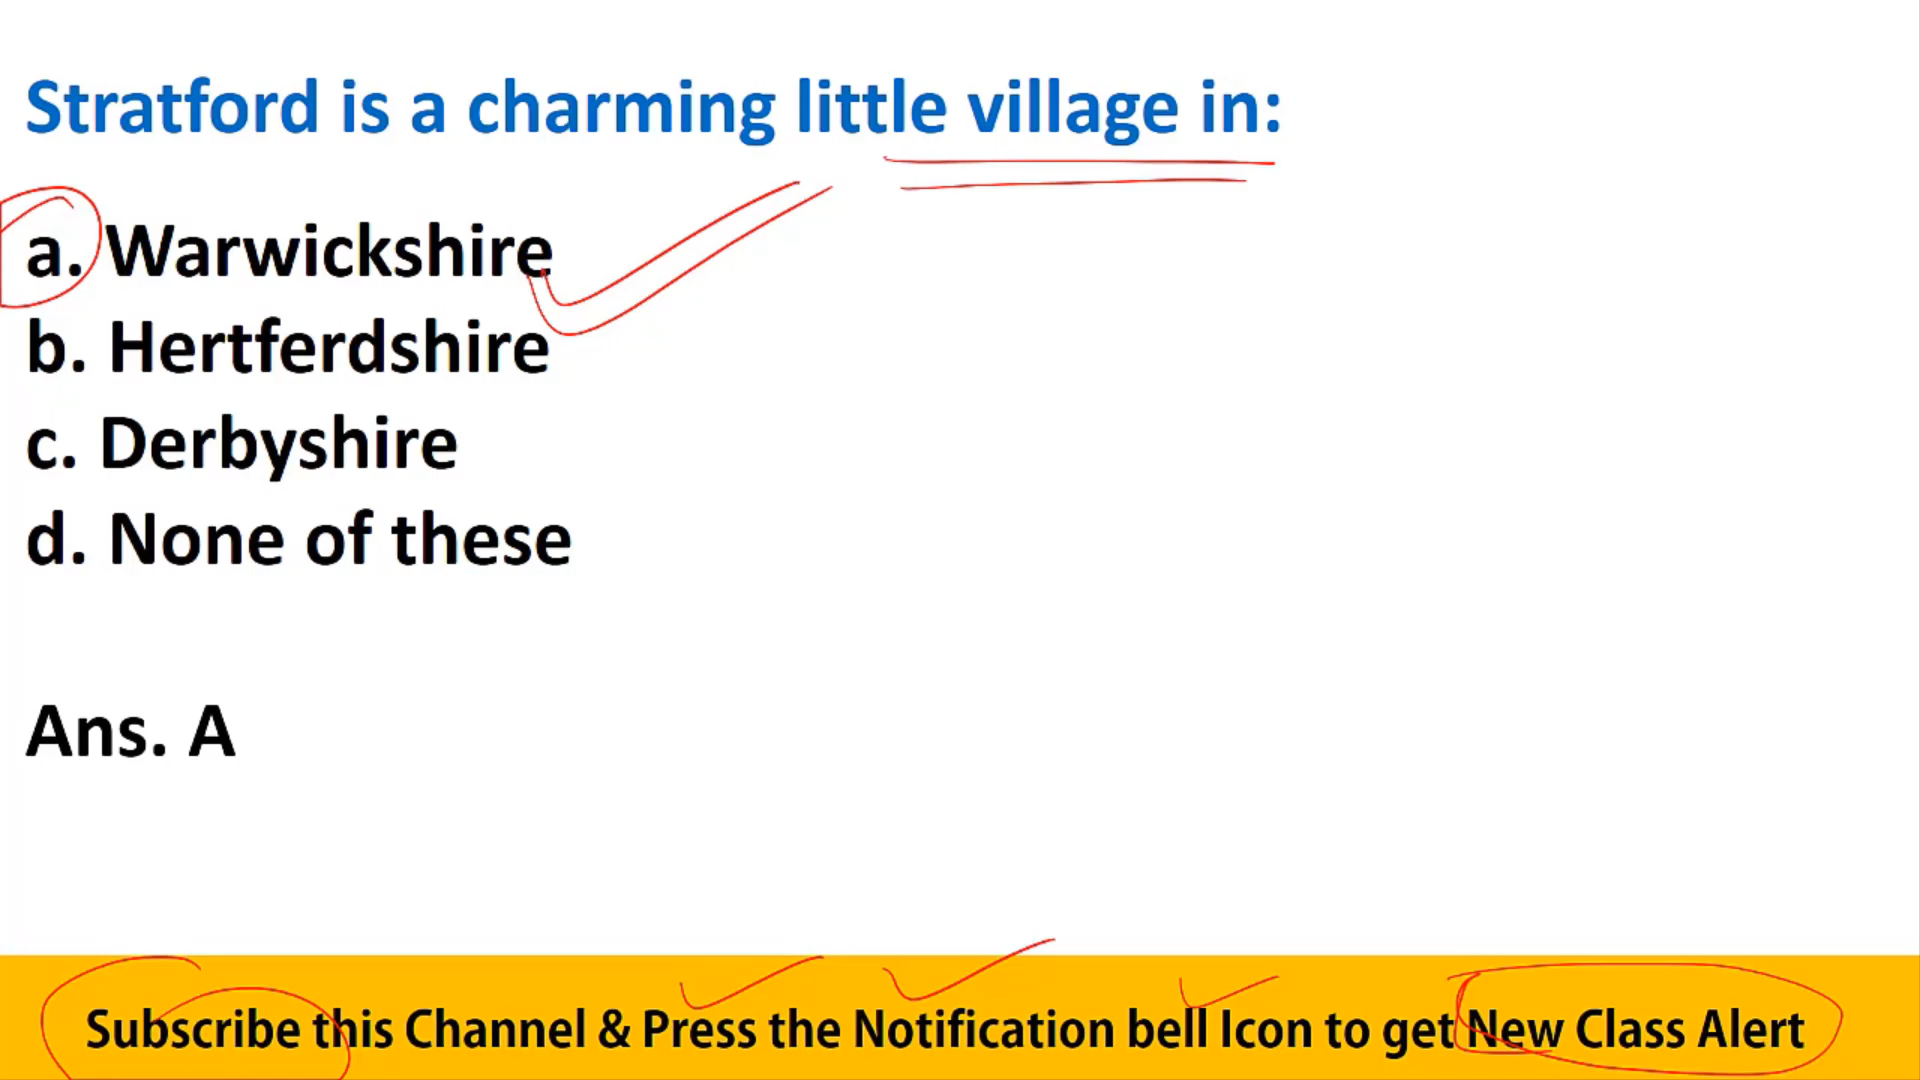 Stratford is a charming little village in:
a. Warwickshire
b. Hertferdshire
c. Derbyshire
d. None of these
Ans. A
Subscribe this Channel & Press the Notification bell Icon to get New Class Alert